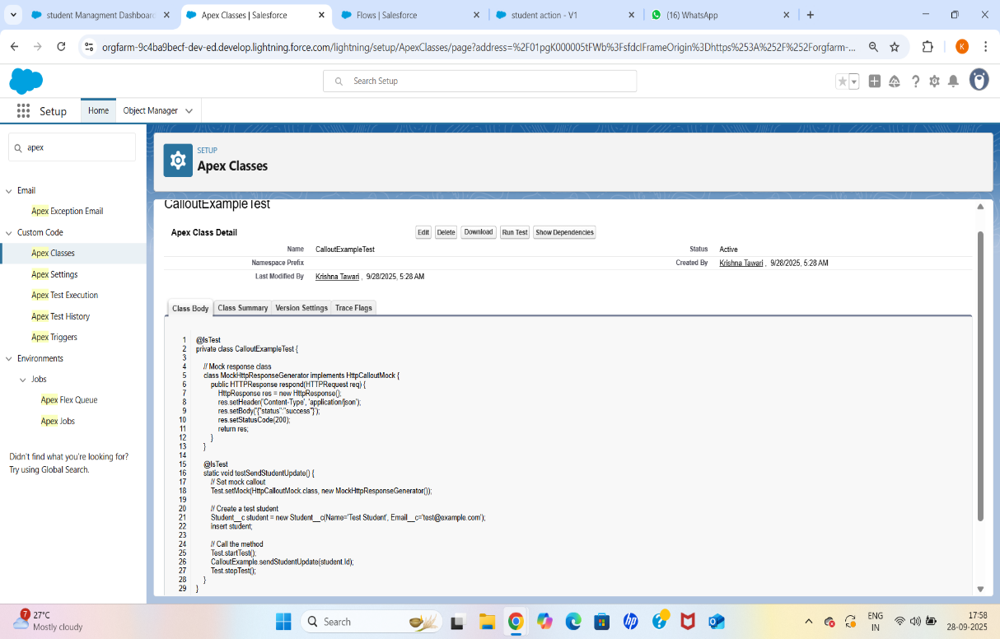 student Managment Dashboard
Apex Classes | Salesforce
Flows | Salesforce
student action - V1
(16) WhatsApp
orgfarm-9c4ba9becf-dev-ed.develop.lightning.force.com/lightning/setup/ApexClasses/page?address=%2F01pgK000005tFWb%3FsfdcIFrameOrigin%3Dhttps%253A%252F%252Forgfarm-...
K
Search Setup
Setup
Home
Object Manager
apex
Email
Apex Exception Email
Custom Code
Apex Classes
Apex Settings
Apex Test Execution
Apex Test History
Apex Triggers
Environments
Jobs
Apex Flex Queue
Apex Jobs
Didn't find what you're looking for?
Try using Global Search.
SETUP
Apex Classes
CalloutExampleTest
Apex Class Detail
Edit Delete Download Run Test Show Dependencies
Name CalloutExampleTest Status Active
Namespace Prefix Created By Krishna Tawari , 9/28/2025, 5:28 AM
Last Modified By Krishna Tawari , 9/28/2025, 5:28 AM
Class Body Class Summary Version Settings Trace Flags
1 @IsTest
2 private class CalloutExampleTest {
3
4 // Mock response class
5 class MockHttpResponseGenerator implements HttpCalloutMock {
6 public HTTPResponse respond(HTTPRequest req) {
7 HttpResponse res = new HttpResponse();
8 res.setHeader('Content-Type', 'application/json');
9 res.setBody('{"status":"success"}');
10 res.setStatusCode(200);
11 return res;
12 }
13 }
14
15 @IsTest
16 static void testSendStudentUpdate() {
17 // Set mock callout
18 Test.setMock(HttpCalloutMock.class, new MockHttpResponseGenerator());
19
20 // Create a test student
21 Student__c student = new Student__c(Name='Test Student', Email__c='test@example.com');
22 insert student;
23
24 // Call the method
25 Test.startTest();
26 CalloutExample.sendStudentUpdate(student.Id);
27 Test.stopTest();
28 }
29 }
7
27°C
Mostly cloudy
Search
ENG
IN
17:58
28-09-2025